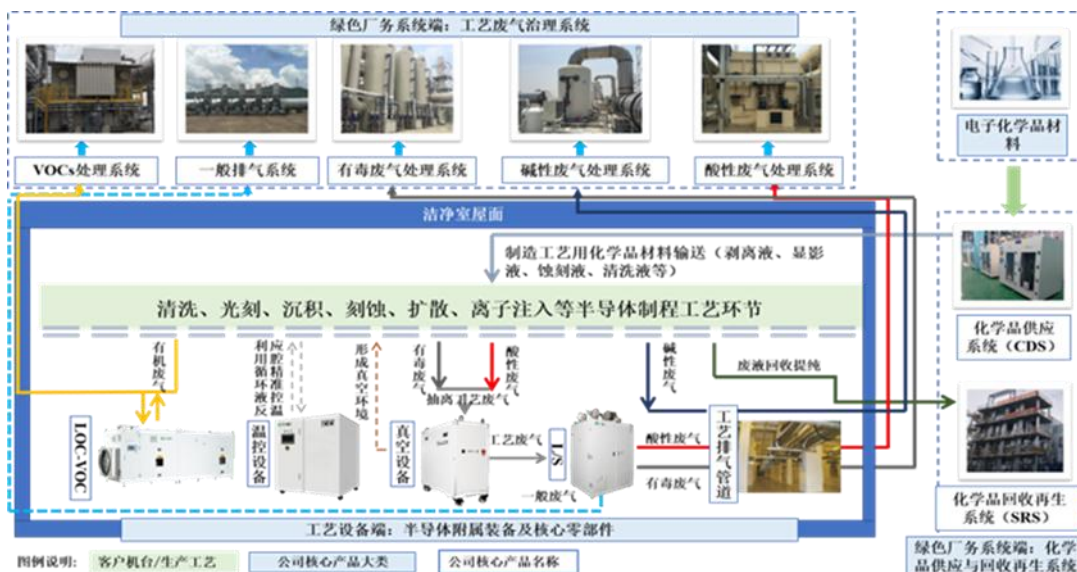 绿色厂务系统端：工艺废气治理系统
VOCs处理系统
一般排气系统
有毒废气处理系统
碱性废气处理系统
酸性废气处理系统
电子化学品材
料
洁净室屋面
制造工艺用化学品材料输送（剥离液、显影
液、蚀刻液、清洗液等）
清洗、光刻、沉积、刻蚀、扩散、离子注入等半导体制程工艺环节
化学品供应
系统（CDS）
有机废气
利用循环液反
应腔精准控温
形成真空环境
有毒废气
酸性废气
抽离工艺废气
碱性废气
废液回收提纯
LOC-VOC
温控设备
真空设备
工艺废气
L/S
酸性废气
有毒废气
一般废气
工艺排气管道
化学品回收再生
系统（SRS）
工艺设备端：半导体附属装备及核心零部件
绿色厂务系统端：化学
品供应与回收再生系统
图例说明：
客户机台/生产工艺
公司核心产品大类
公司核心产品名称